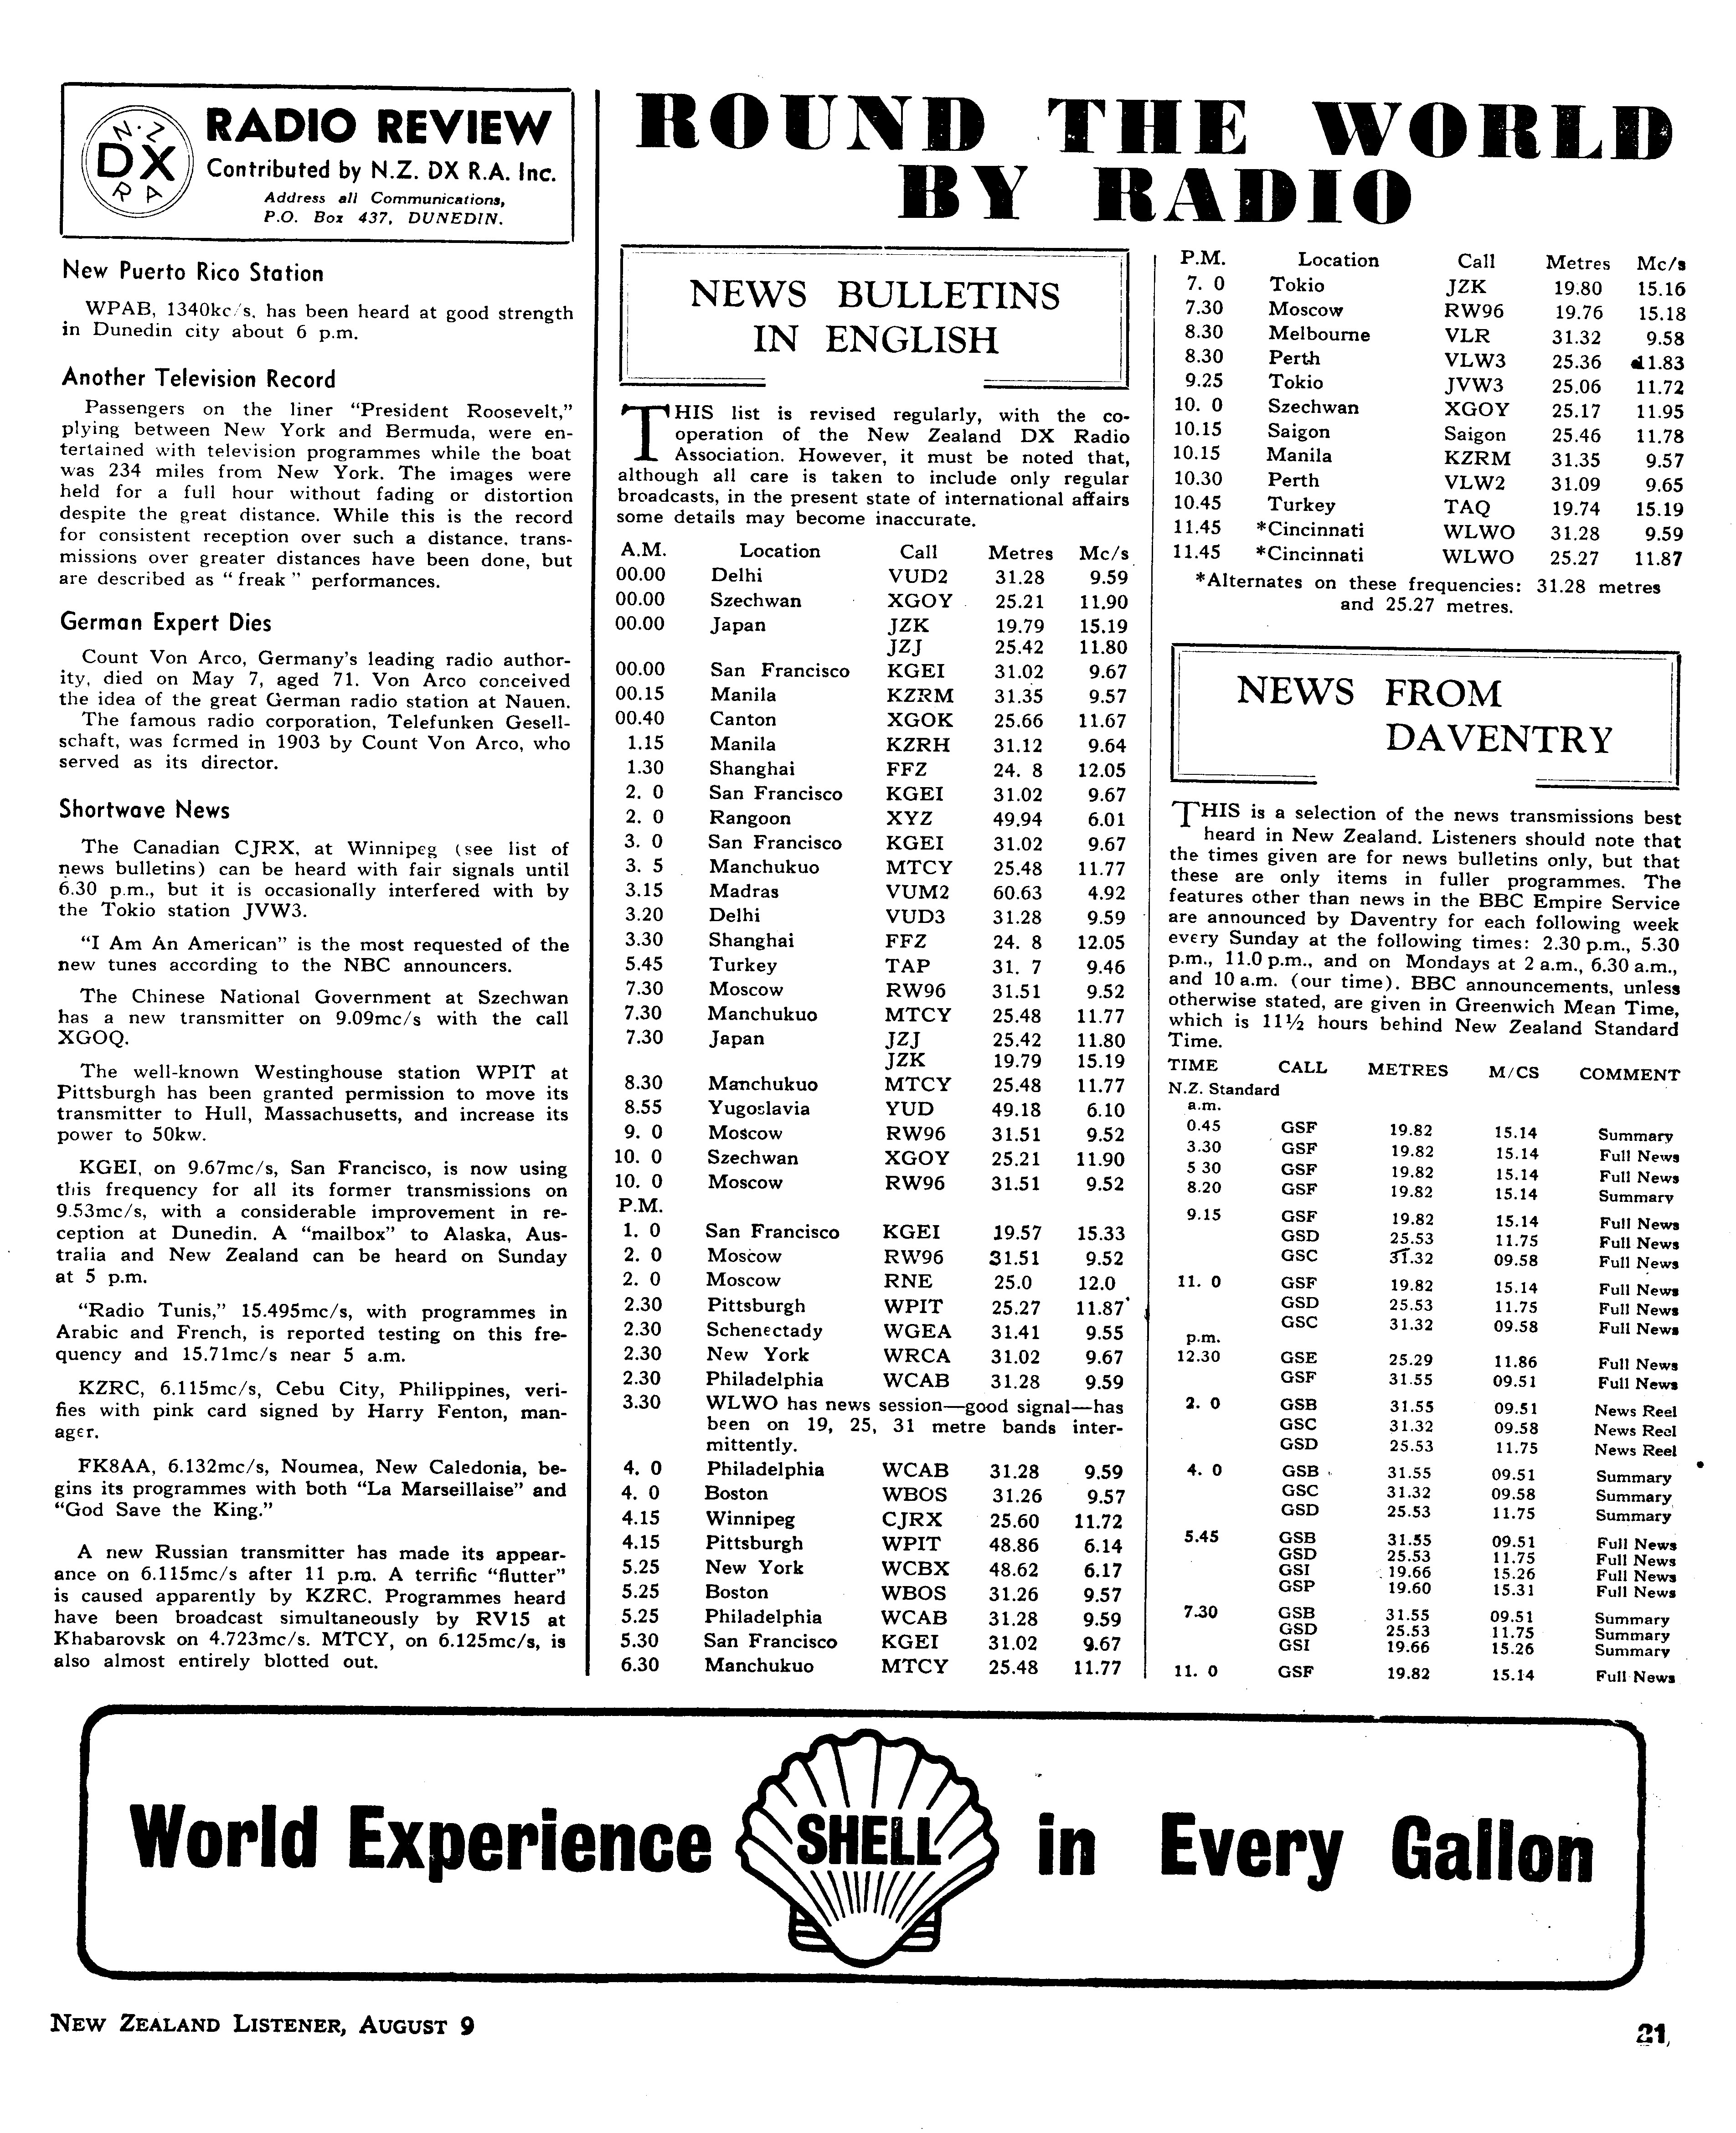 N.Z.
DX
RA
RADIO REVIEW
Contributed by N.Z. DX R.A. Inc.
Address all Communications,
P.O. Box 437, DUNEDIN.
New Puerto Rico Station
WPAB, 1340kc/s, has been heard at good strength
in Dunedin city about 6 p.m.
Another Television Record
Passengers on the liner "President Roosevelt,"
plying between New York and Bermuda, were en-
tertained with television programmes while the boat
was 234 miles from New York. The images were
held for a full hour without fading or distortion
despite the great distance. While this is the record
for consistent reception over such a distance, trans-
missions over greater distances have been done, but
are described as "freak" performances.
German Expert Dies
Count Von Arco, Germany's leading radio author-
ity, died on May 7, aged 71. Von Arco conceived
the idea of the great German radio station at Nauen.
The famous radio corporation, Telefunken Gesell-
schaft, was formed in 1903 by Count Von Arco, who
served as its director.
Shortwave News
The Canadian CJRX, at Winnipeg (see list of
news bulletins) can be heard with fair signals until
6.30 p.m., but it is occasionally interfered with by
the Tokio station JVW3.
"I Am An American" is the most requested of the
new tunes according to the NBC announcers.
The Chinese National Government at Szechwan
has a new transmitter on 9.09mc/s with the call
XGOQ.
The well-known Westinghouse station WPIT at
Pittsburgh has been granted permission to move its
transmitter to Hull, Massachusetts, and increase its
power to 50kw.
KGEI, on 9.67mc/s, San Francisco, is now using
this frequency for all its former transmissions on
9.53mc/s, with a considerable improvement in re-
ception at Dunedin. A "mailbox" to Alaska, Aus-
tralia and New Zealand can be heard on Sunday
at 5 p.m.
"Radio Tunis," 15.495mc/s, with programmes in
Arabic and French, is reported testing on this fre-
quency and 15.71mc/s near 5 a.m.
KZRC, 6.115mc/s, Cebu City, Philippines, veri-
fies with pink card signed by Harry Fenton, man-
ager.
FK8AA, 6.132mc/s, Noumea, New Caledonia, be-
gins its programmes with both "La Marseillaise" and
"God Save the King."
A new Russian transmitter has made its appear-
ance on 6.115mc/s after 11 p.m. A terrific "flutter"
is caused apparently by KZRC. Programmes heard
have been broadcast simultaneously by RV15 at
Khabarovsk on 4.723mc/s. MTCY, on 6.125mc/s, is
also almost entirely blotted out.
ROUND THE WORLD
BY RADIO
NEWS BULLETINS
IN ENGLISH
THIS list is revised regularly, with the co-
operation of the New Zealand DX Radio
Association. However, it must be noted that,
although all care is taken to include only regular
broadcasts, in the present state of international affairs
some details may become inaccurate.
A.M. Location Call Metres Mc/s
00.00 Delhi VUD2 31.28 9.59
00.00 Szechwan XGOY 25.21 11.90
00.00 Japan JZK 19.79 15.19
JZJ 25.42 11.80
00.00 San Francisco KGEI 31.02 9.67
00.15 Manila KZRM 31.35 9.57
00.40 Canton XGOK 25.66 11.67
1.15 Manila KZRH 31.12 9.64
1.30 Shanghai FFZ 24. 8 12.05
2. 0 San Francisco KGEI 31.02 9.67
2. 0 Rangoon XYZ 49.94 6.01
3. 0 San Francisco KGEI 31.02 9.67
3. 5 Manchukuo MTCY 25.48 11.77
3.15 Madras VUM2 60.63 4.92
3.20 Delhi VUD3 31.28 9.59
3.30 Shanghai FFZ 24. 8 12.05
5.45 Turkey TAP 31. 7 9.46
7.30 Moscow RW96 31.51 9.52
7.30 Manchukuo MTCY 25.48 11.77
7.30 Japan JZJ 25.42 11.80
JZK 19.79 15.19
8.30 Manchukuo MTCY 25.48 11.77
8.55 Yugoslavia YUD 49.18 6.10
9. 0 Moscow RW96 31.51 9.52
10. 0 Szechwan XGOY 25.21 11.90
10. 0 Moscow RW96 31.51 9.52
P.M.
1. 0 San Francisco KGEI 19.57 15.33
2. 0 Moscow RW96 31.51 9.52
2. 0 Moscow RNE 25.0 12.0
2.30 Pittsburgh WPIT 25.27 11.87
2.30 Schenectady WGEA 31.41 9.55
2.30 New York WRCA 31.02 9.67
2.30 Philadelphia WCAB 31.28 9.59
3.30 WLWO has news session—good signal—has
been on 19, 25, 31 metre bands inter-
mittently.
4. 0 Philadelphia WCAB 31.28 9.59
4. 0 Boston WBOS 31.26 9.57
4.15 Winnipeg CJRX 25.60 11.72
4.15 Pittsburgh WPIT 48.86 6.14
5.25 New York WCBX 48.62 6.17
5.25 Boston WBOS 31.26 9.57
5.25 Philadelphia WCAB 31.28 9.59
5.30 San Francisco KGEI 31.02 9.67
6.30 Manchukuo MTCY 25.48 11.77
P.M. Location Call Metres Mc/s
7. 0 Tokio JZK 19.80 15.16
7.30 Moscow RW96 19.76 15.18
8.30 Melbourne VLR 31.32 9.58
8.30 Perth VLW3 25.36 11.83
9.25 Tokio JVW3 25.06 11.72
10. 0 Szechwan XGOY 25.17 11.95
10.15 Saigon Saigon 25.46 11.78
10.15 Manila KZRM 31.35 9.57
10.30 Perth VLW2 31.09 9.65
10.45 Turkey TAQ 19.74 15.19
11.45 *Cincinnati WLWO 31.28 9.59
11.45 *Cincinnati WLWO 25.27 11.87
*Alternates on these frequencies: 31.28 metres
and 25.27 metres.
NEWS FROM
DAVENTRY
THIS is a selection of the news transmissions best
heard in New Zealand. Listeners should note that
the times given are for news bulletins only, but that
these are only items in fuller programmes. The
features other than news in the BBC Empire Service
are announced by Daventry for each following week
every Sunday at the following times: 2.30 p.m., 5.30
p.m., 11.0 p.m., and on Mondays at 2 a.m., 6.30 a.m.,
and 10 a.m. (our time). BBC announcements, unless
otherwise stated, are given in Greenwich Mean Time,
which is 11½ hours behind New Zealand Standard
Time.
TIME CALL METRES M/CS COMMENT
N.Z. Standard
a.m.
0.45 GSF 19.82 15.14 Summary
3.30 GSF 19.82 15.14 Full News
5 30 GSF 19.82 15.14 Full News
8.20 GSF 19.82 15.14 Summary
9.15 GSF 19.82 15.14 Full News
GSD 25.53 11.75 Full News
GSC 31.32 09.58 Full News
11. 0 GSF 19.82 15.14 Full News
GSD 25.53 11.75 Full News
GSC 31.32 09.58 Full News
p.m.
12.30 GSE 25.29 11.86 Full News
GSF 31.55 09.51 Full News
2. 0 GSB 31.55 09.51 News Reel
GSC 31.32 09.58 News Reel
GSD 25.53 11.75 News Reel
4. 0 GSB 31.55 09.51 Summary
GSC 31.32 09.58 Summary
GSD 25.53 11.75 Summary
5.45 GSB 31.55 09.51 Full News
GSD 25.53 11.75 Full News
GSI 19.66 15.26 Full News
GSP 19.60 15.31 Full News
7.30 GSB 31.55 09.51 Summary
GSD 25.53 11.75 Summary
GSI 19.66 15.26 Summary
11. 0 GSF 19.82 15.14 Full News
World Experience SHELL in Every Gallon
NEW ZEALAND LISTENER, AUGUST 9
21